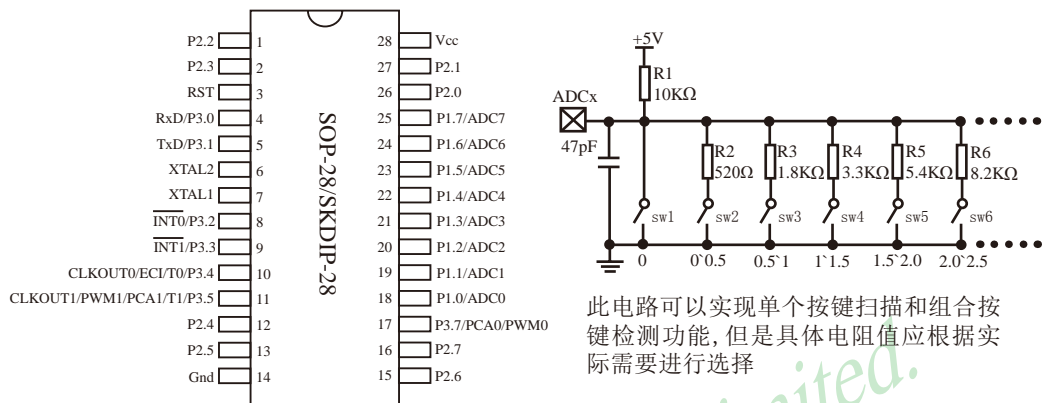 P2.2 1
P2.3 2
RST 3
RxD/P3.0 4
TxD/P3.1 5
XTAL2 6
XTAL1 7
INT0/P3.2 8
INT1/P3.3 9
CLKOUT0/ECI/T0/P3.4 10
CLKOUT1/PWM1/PCA1/T1/P3.5 11
P2.4 12
P2.5 13
Gnd 14
SOP-28/SKDIP-28
28 Vcc
27 P2.1
26 P2.0
25 P1.7/ADC7
24 P1.6/ADC6
23 P1.5/ADC5
22 P1.4/ADC4
21 P1.3/ADC3
20 P1.2/ADC2
19 P1.1/ADC1
18 P1.0/ADC0
17 P3.7/PCA0/PWM0
16 P2.7
15 P2.6
+5V
R1
10KΩ
ADCx
47pF
R2 R3 R4 R5 R6
520Ω 1.8KΩ 3.3KΩ 5.4KΩ 8.2KΩ
sw1 sw2 sw3 sw4 sw5 sw6
0 0`0.5 0.5`1 1`1.5 1.5`2.0 2.0`2.5
此电路可以实现单个按键扫描和组合按
键检测功能,但是具体电阻值应根据实
际需要进行选择